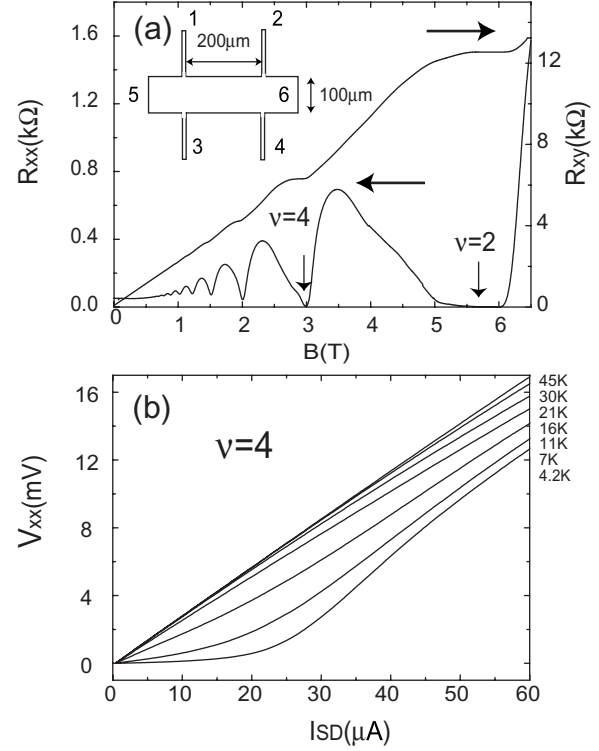 (a)
1 2
200μm
5 6 100μm
3 4
ν=4
ν=2
Rxx(kΩ)
1.6
1.2
0.8
0.4
0.0
Rxy(kΩ)
12
8
4
0
0 1 2 3 4 5 6
B(T)
(b)
ν=4
Vxx(mV)
16
12
8
4
0
45K
30K
21K
16K
11K
7K
4.2K
0 10 20 30 40 50 60
ISD(μA)